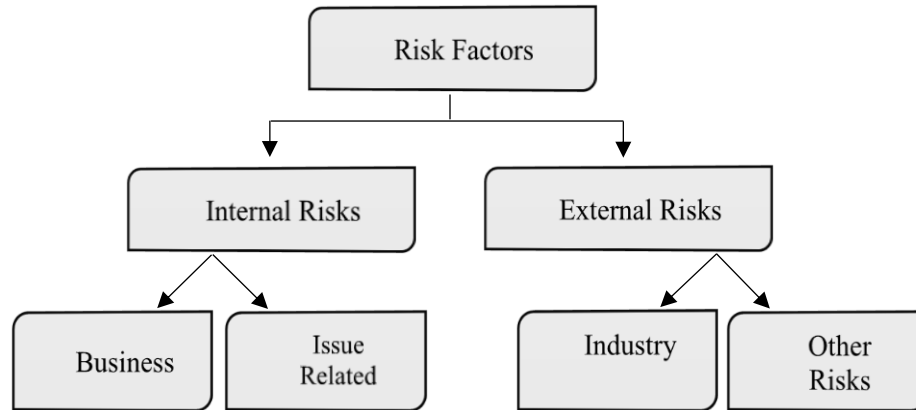 Risk Factors
Internal Risks
External Risks
Business
Issue
Related
Industry
Other
Risks